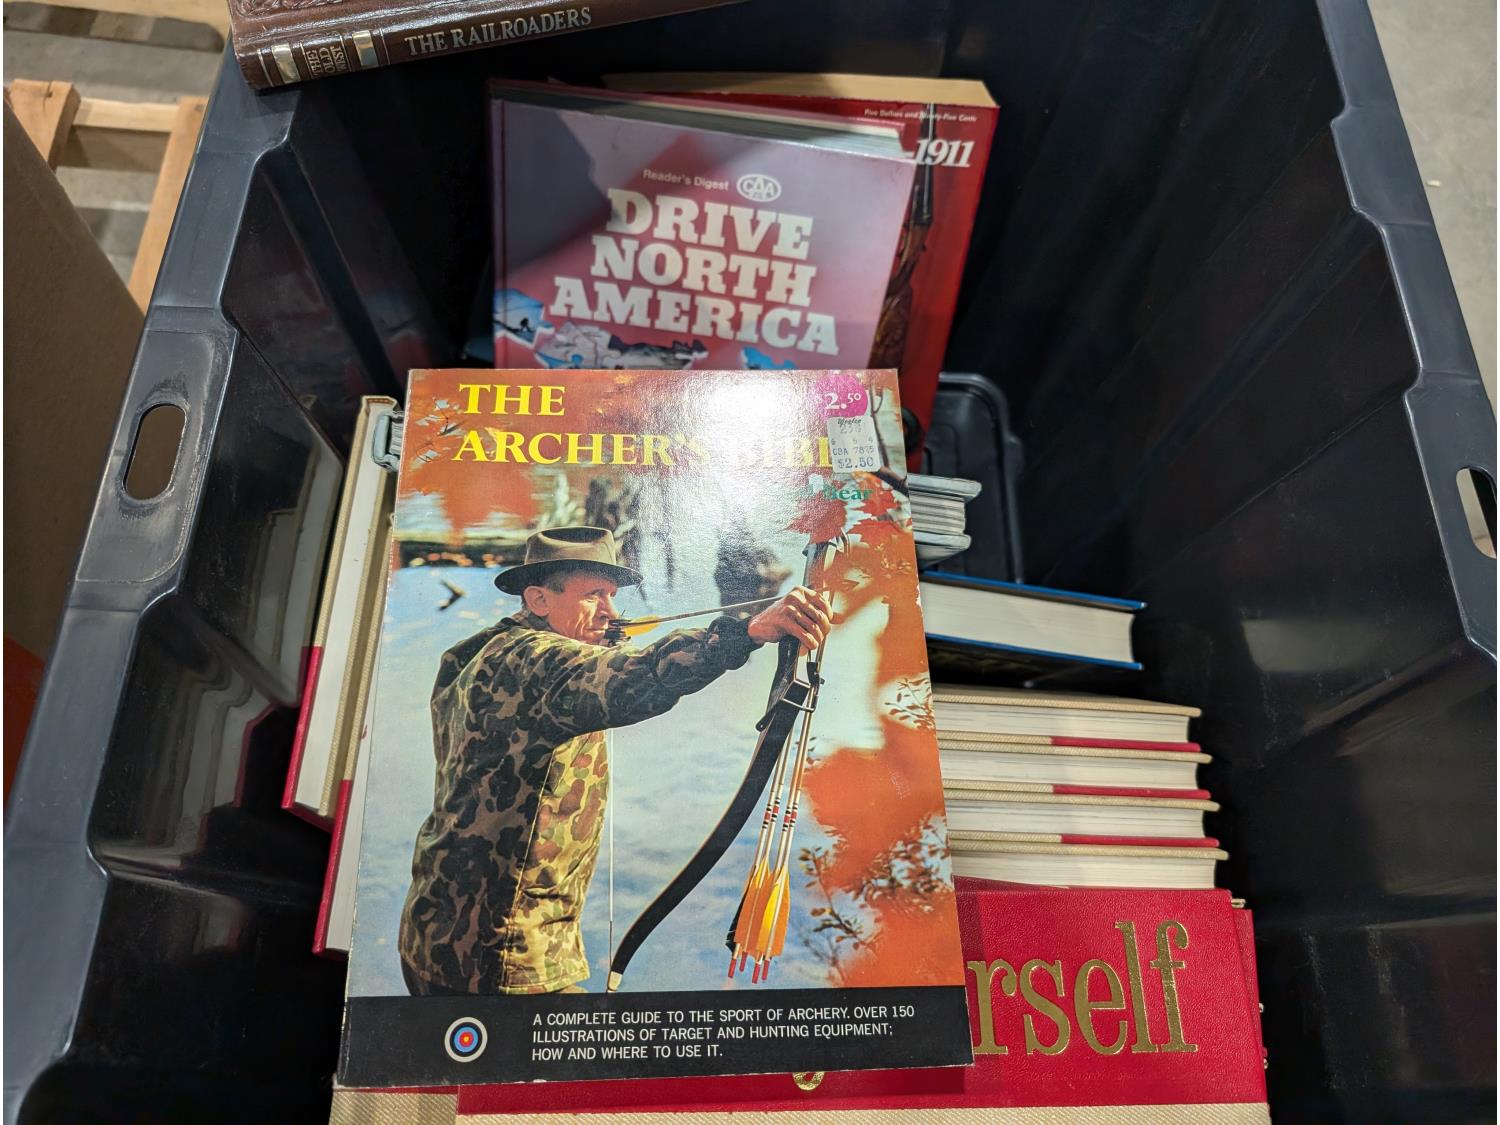 THE RAILROADERS
THE
OLD
WEST
Five Dollars and Ninety-Five Cents
-1911
Reader's Digest CAA
DRIVE
NORTH
AMERICA
THE
ARCHER'S BIBLE
$2.50
$2.50
Bear
A COMPLETE GUIDE TO THE SPORT OF ARCHERY. OVER 150
ILLUSTRATIONS OF TARGET AND HUNTING EQUIPMENT;
HOW AND WHERE TO USE IT.
rself